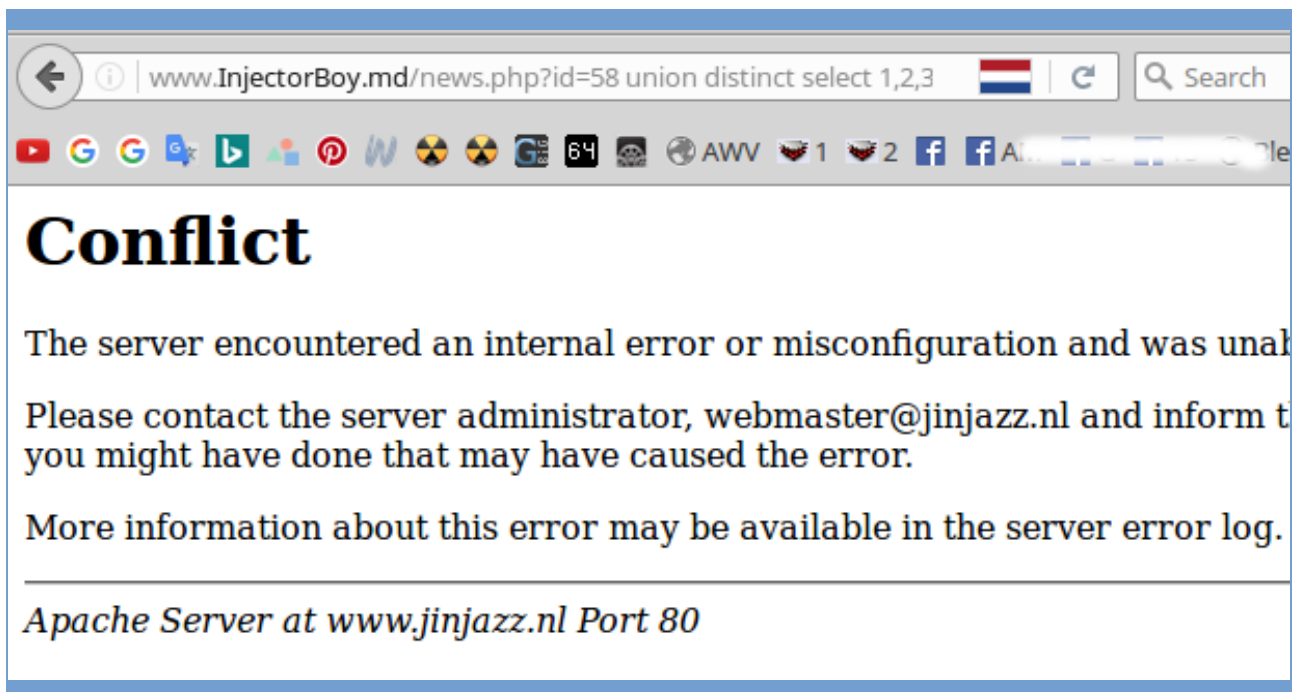 www.InjectorBoy.md/news.php?id=58 union distinct select 1,2,3
Search
64 AWV 1 2
Conflict
The server encountered an internal error or misconfiguration and was
Please contact the server administrator, webmaster@jinjazz.nl and inform
you might have done that may have caused the error.
More information about this error may be available in the server error log.
Apache Server at www.jinjazz.nl Port 80